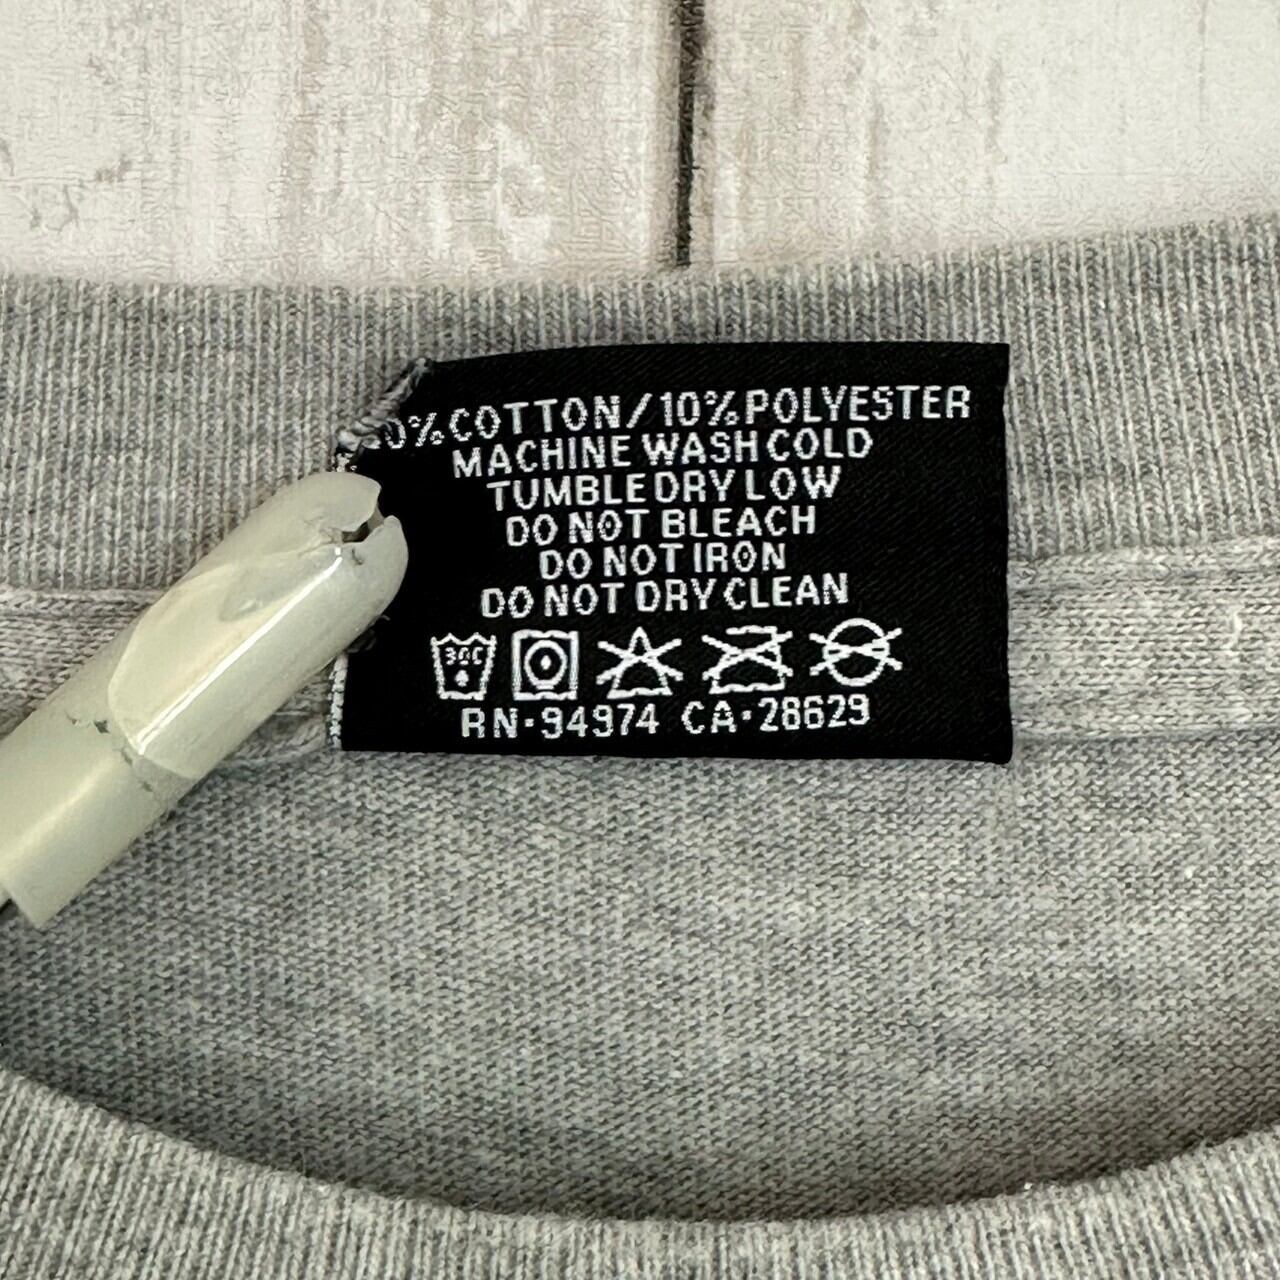 0%COTTON/10%POLYESTER
MACHINE WASH COLD
TUMBLE DRY LOW
DO NOT BLEACH
DO NOT IRON
DO NOT DRY CLEAN
30C
RN·94974 CA·28629